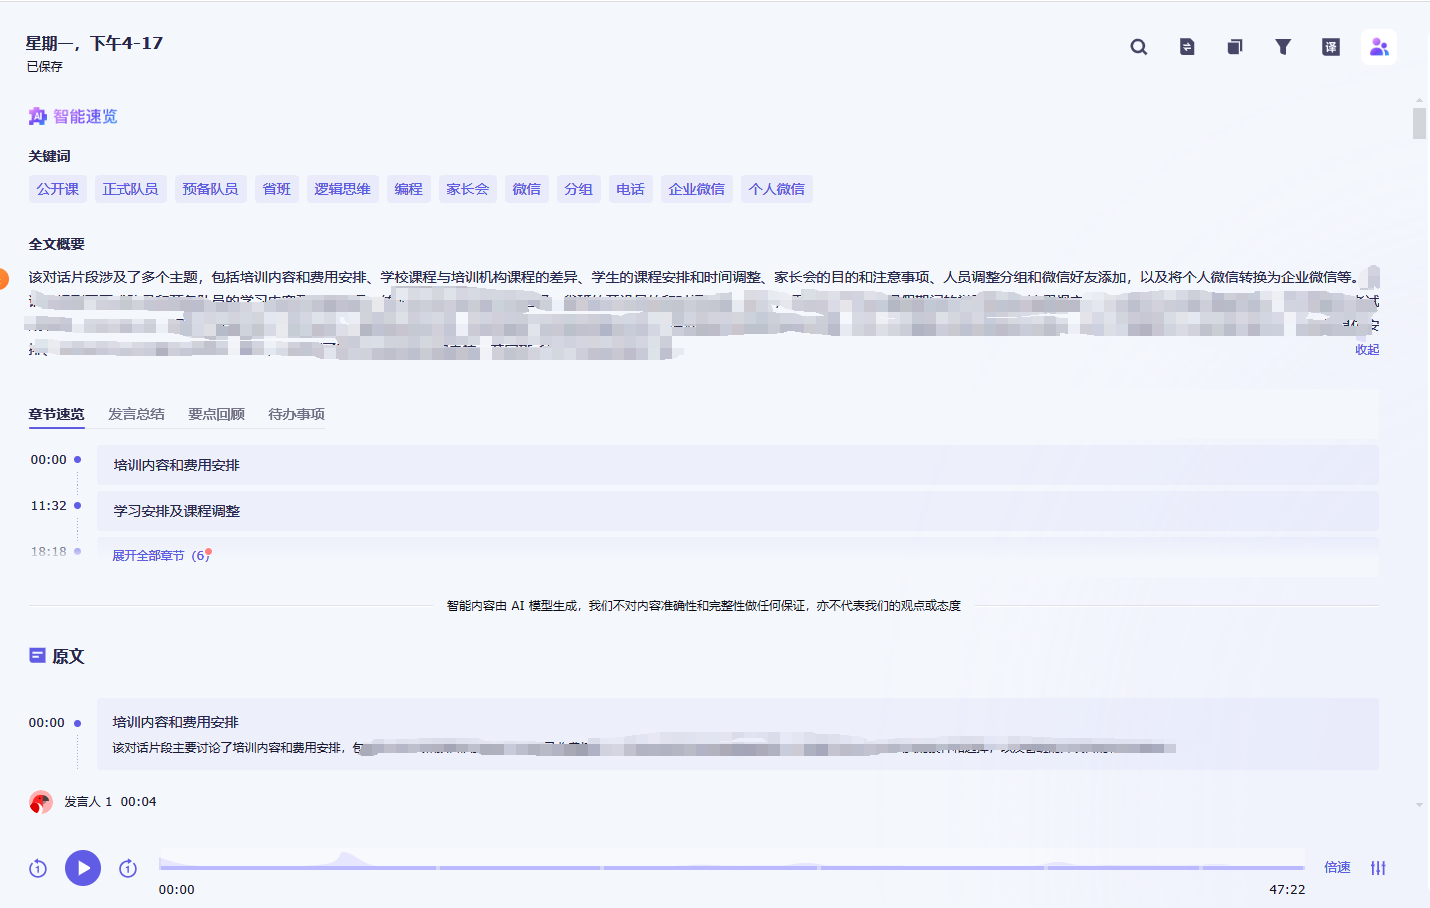 星期一，下午4-17
已保存
译
AI 智能速览
关键词
公开课 正式队员 预备队员 省班 逻辑思维 编程 家长会 微信 分组 电话 企业微信 个人微信
全文概要
该对话片段涉及了多个主题，包括培训内容和费用安排、学校课程与培训机构课程的差异、学生的课程安排和时间调整、家长会的目的和注意事项、人员调整分组和微信好友添加，以及将个人微信转换为企业微信等。
收起
章节速览 发言总结 要点回顾 待办事项
00:00 培训内容和费用安排
11:32 学习安排及课程调整
18:18 展开全部章节（6）
智能内容由 AI 模型生成，我们不对内容准确性和完整性做任何保证，亦不代表我们的观点或态度
原文
00:00 培训内容和费用安排
该对话片段主要讨论了培训内容和费用安排，包
发言人 1 00:04
1 1 倍速
00:00 47:22